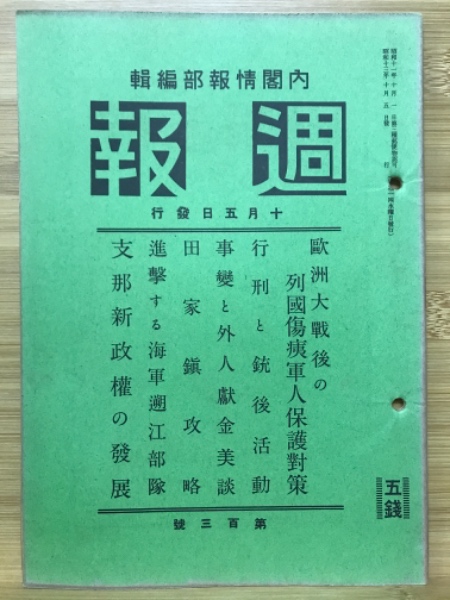 内閣情報部編輯
週報
十月五日發行
歐洲大戰後の
列國傷痍軍人保護對策
行刑と銃後活動
事變と外人獻金美談
田家鎭攻略
進擊する海軍遡江部隊
支那新政權の發展
五錢
第百三號